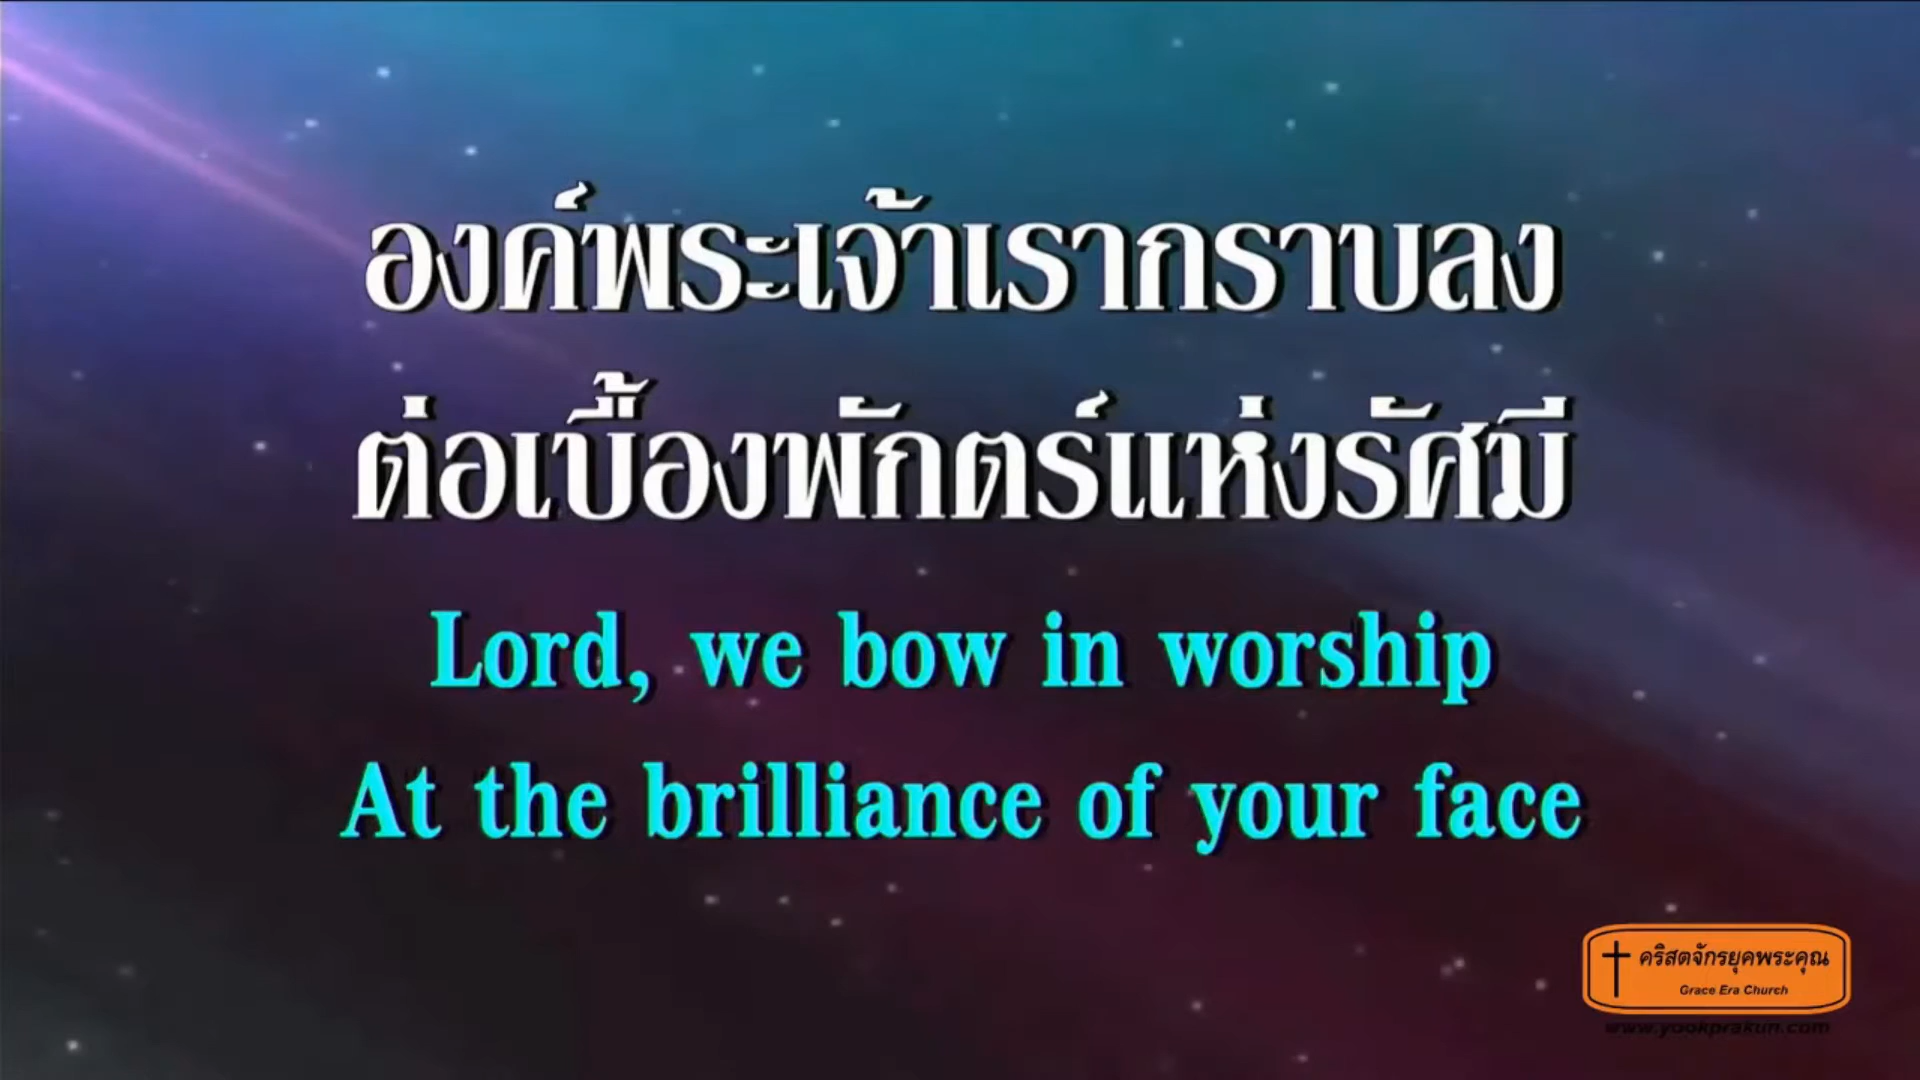 องค์พระเจ้าเรากราบลง
ต่อเบื้องพักตร์แห่งรัศมี
Lord, we bow in worship
At the brilliance of your face
คริสตจักรยุคพระคุณ
Grace Era Church
www.yookprakun.com